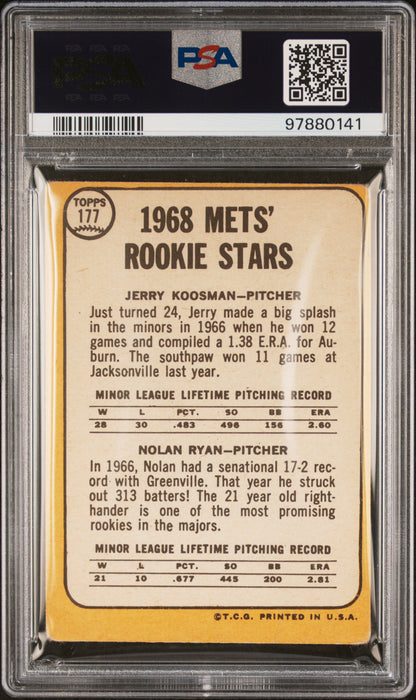 PSA
97880141
TOPPS
177
1968 METS'
ROOKIE STARS
JERRY KOOSMAN—PITCHER
Just turned 24, Jerry made a big splash
in the minors in 1966 when he won 12
games and compiled a 1.38 E.R.A. for Au-
burn. The southpaw won 11 games at
Jacksonville last year.
MINOR LEAGUE LIFETIME PITCHING RECORD
W L PCT. SO BB ERA
28 30 .483 496 156 2.60
NOLAN RYAN—PITCHER
In 1966, Nolan had a senational 17-2 rec-
ord with Greenville. That year he struck
out 313 batters! The 21 year old right-
hander is one of the most promising
rookies in the majors.
MINOR LEAGUE LIFETIME PITCHING RECORD
W L PCT. SO BB ERA
21 10 .677 445 200 2.81
©T.C.G. PRINTED IN U.S.A.